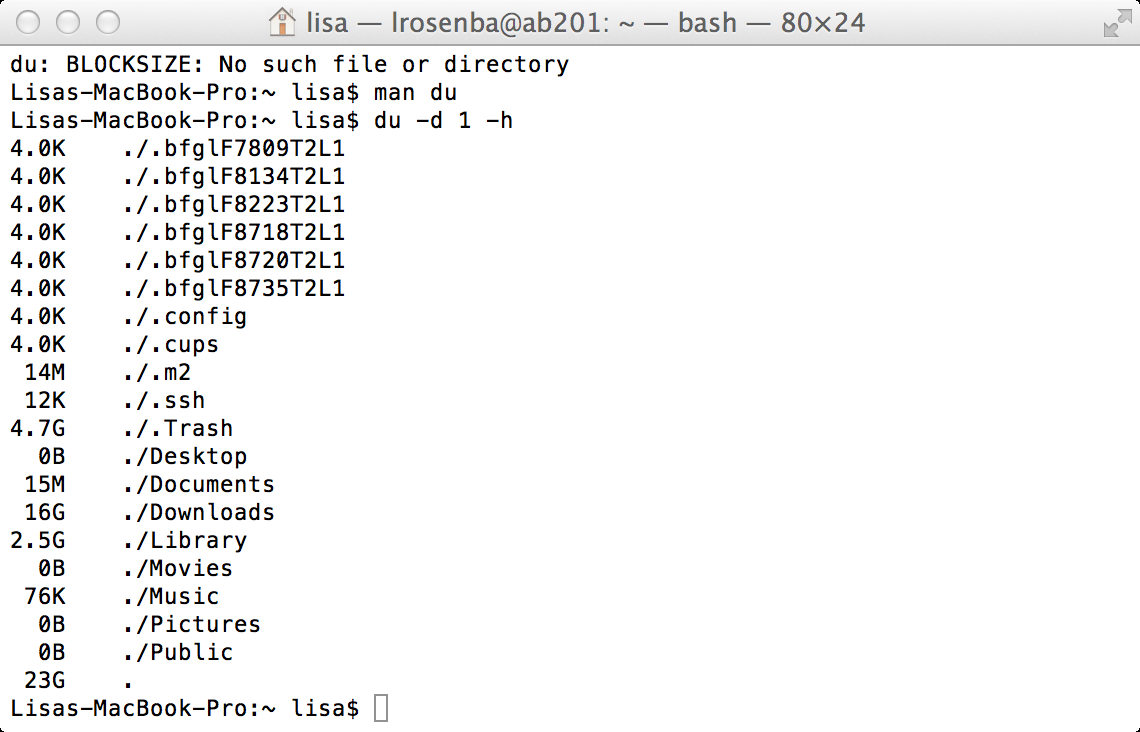 lisa — lrosenba@ab201: ~ — bash — 80×24
du: BLOCKSIZE: No such file or directory
Lisas-MacBook-Pro:~ lisa$ man du
Lisas-MacBook-Pro:~ lisa$ du -d 1 -h
4.0K    ./.bfglF7809T2L1
4.0K    ./.bfglF8134T2L1
4.0K    ./.bfglF8223T2L1
4.0K    ./.bfglF8718T2L1
4.0K    ./.bfglF8720T2L1
4.0K    ./.bfglF8735T2L1
4.0K    ./.config
4.0K    ./.cups
 14M    ./.m2
 12K    ./.ssh
4.7G    ./.Trash
  0B    ./Desktop
 15M    ./Documents
 16G    ./Downloads
2.5G    ./Library
  0B    ./Movies
 76K    ./Music
  0B    ./Pictures
  0B    ./Public
 23G    .
Lisas-MacBook-Pro:~ lisa$